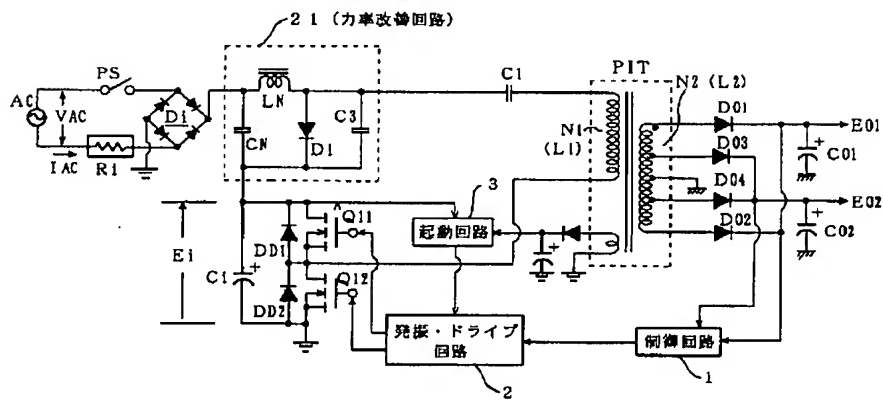 21(力率改善回路)
PS
AC
VAC
IAC
Ri
Di
LN
CN
D1
C3
C1
PIT
N1
(L1)
N2(L2)
D01
D03
D04
D02
E01
C01
E02
C02
3
起動回路
Q11
Q12
DD1
DD2
Ei
Ci
発振・ドライブ
回路
2
制御回路
1